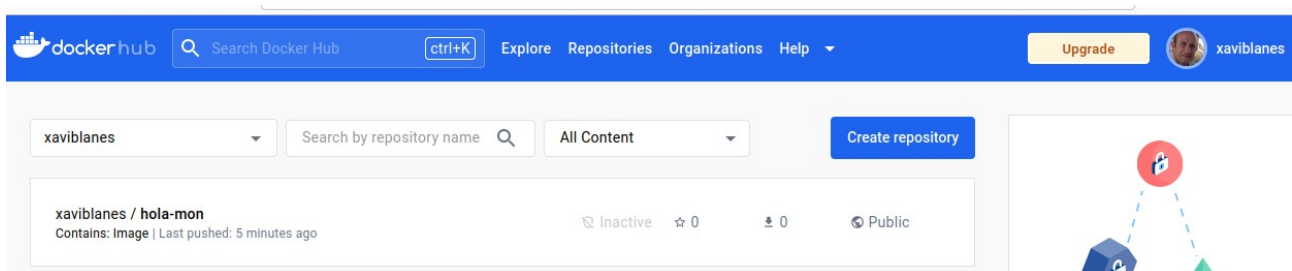 dockerhub Search Docker Hub ctrl+K Explore Repositories Organizations Help Upgrade xaviblanes
xaviblanes Search by repository name All Content Create repository
xaviblanes / hola-mon
Inactive 0 0 Public
Contains: Image | Last pushed: 5 minutes ago